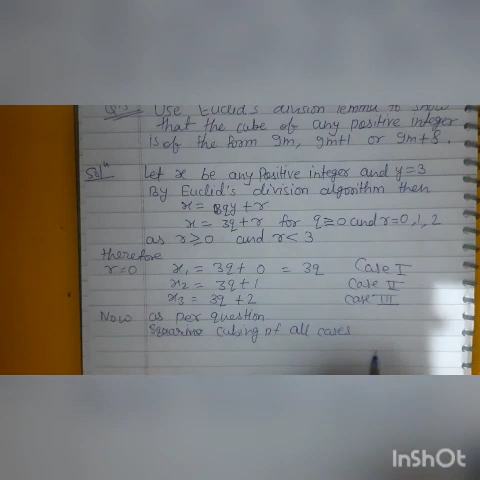 Use Euclid's division lemma to show
that the cube of any positive integer
is of the form 9m, 9m+1 or 9m+8.
Solⁿ Let x be any positive integer and y=3
By Euclid's division algorithm then
x = qy+r
x = 3q+r for q≥0 and r=0,1,2
as r≥0 and r<3
therefore
r=0 x₁ = 3q+0 = 3q Case I
x₂ = 3q+1 Case II
x₃ = 3q+2 Case III
Now as per question
cubing of all cases
InShOt